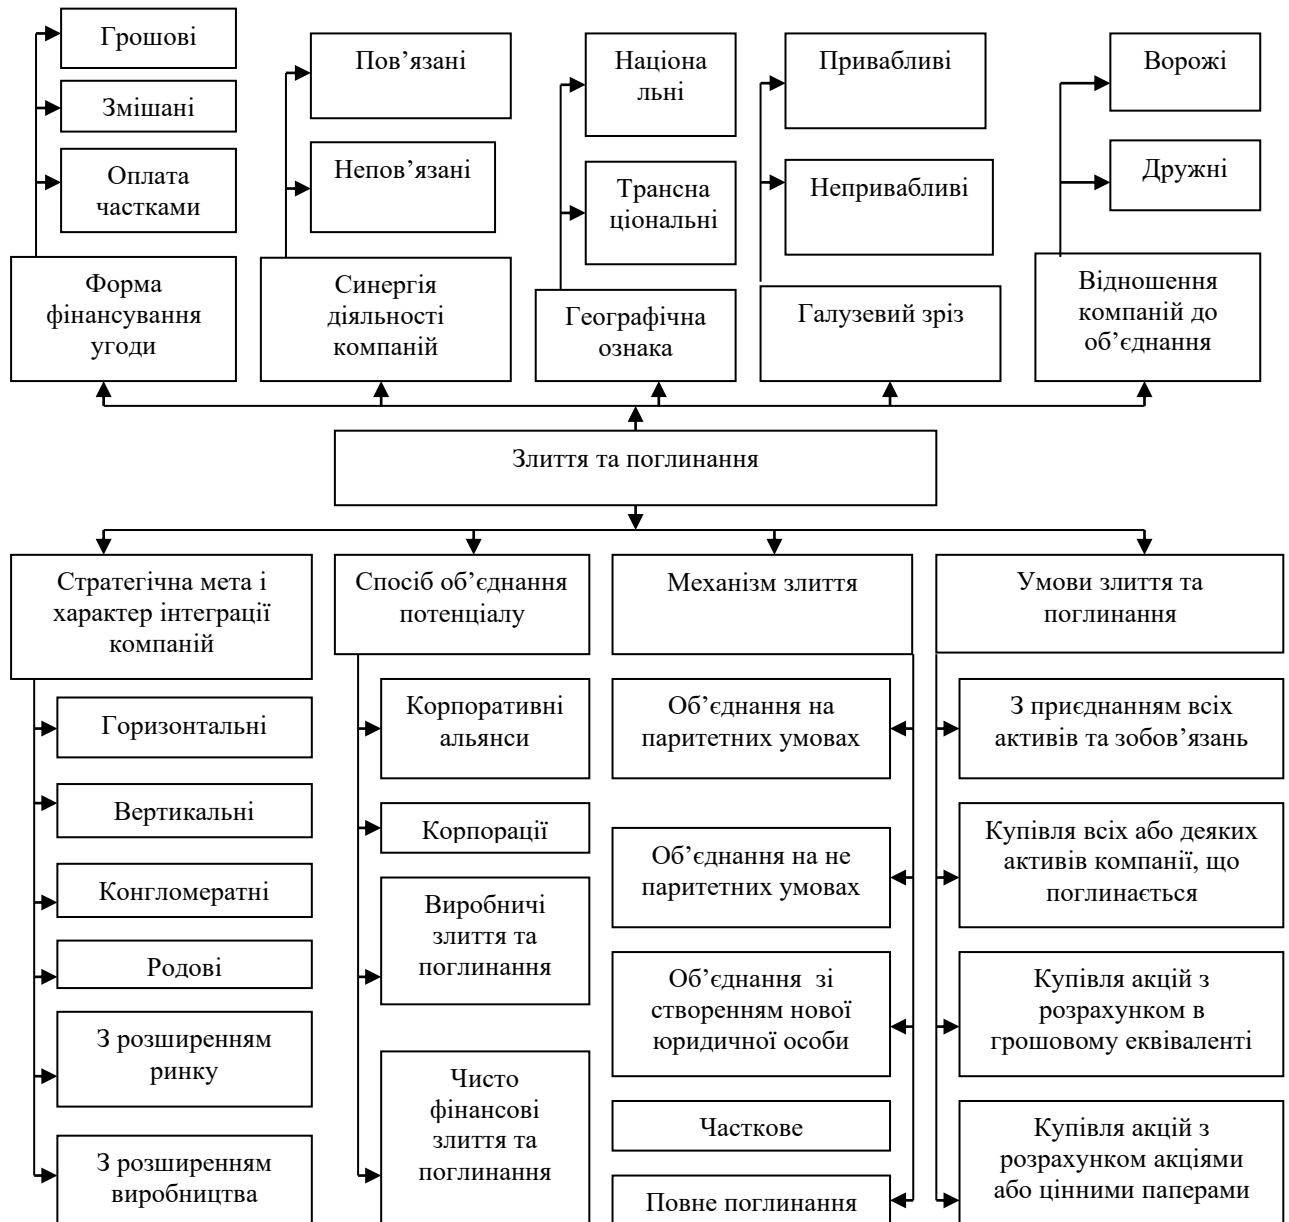 Грошові
Змішані
Оплата
частками
Форма
фінансування
угоди
Пов’язані
Непов’язані
Синергія
діяльності
компаній
Націона
льні
Трансна
ціональні
Географічна
ознака
Привабливі
Непривабливі
Галузевий зріз
Ворожі
Дружні
Відношення
компаній до
об’єднання
Злиття та поглинання
Стратегічна мета і
характер інтеграції
компаній
Горизонтальні
Вертикальні
Конгломератні
Родові
З розширенням
ринку
З розширенням
виробництва
Спосіб об’єднання
потенціалу
Корпоративні
альянси
Корпорації
Виробничі
злиття та
поглинання
Чисто
фінансові
злиття та
поглинання
Механізм злиття
Об’єднання на
паритетних умовах
Об’єднання на не
паритетних умовах
Об’єднання  зі
створенням нової
юридичної особи
Часткове
Повне поглинання
Умови злиття та
поглинання
З приєднанням всіх
активів та зобов’язань
Купівля всіх або деяких
активів компанії, що
поглинається
Купівля акцій з
розрахунком в
грошовому еквіваленті
Купівля акцій з
розрахунком акціями
або цінними паперами